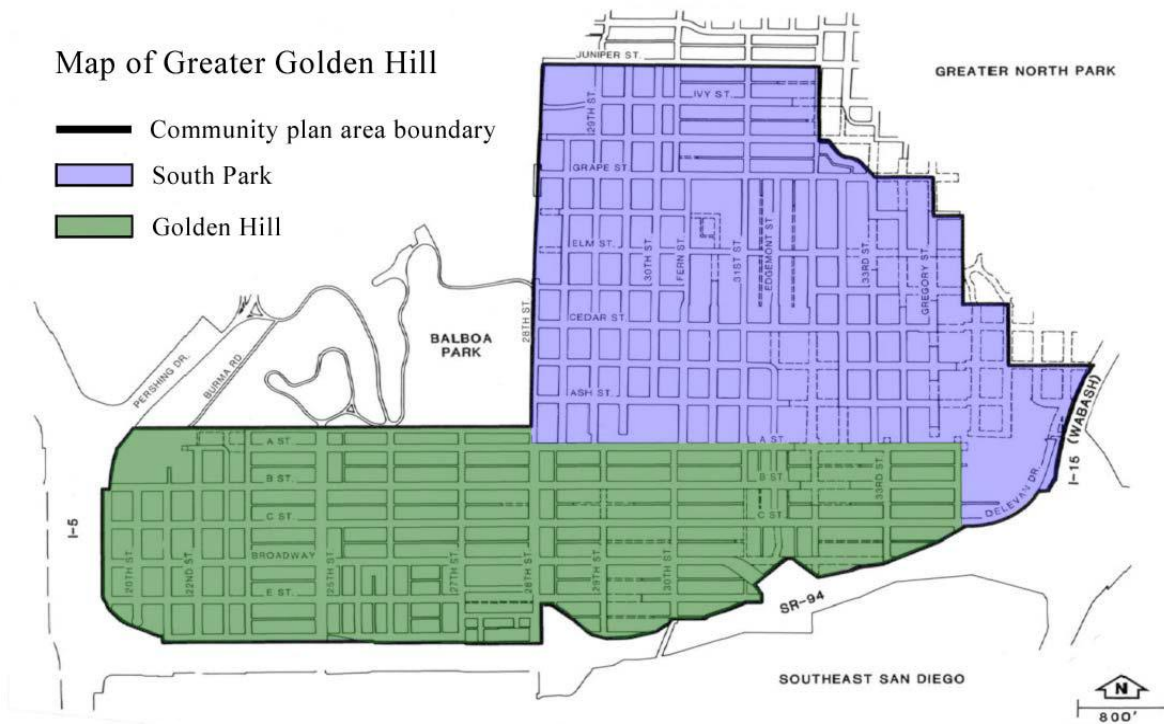 Map of Greater Golden Hill
Community plan area boundary
South Park
Golden Hill
JUNIPER ST.
GREATER NORTH PARK
IVY ST.
29TH ST.
GRAPE ST.
ELM ST.
30TH ST.
FERN ST.
31ST ST.
EDGEMONT ST.
33RD ST.
GREGORY ST.
28TH ST.
CEDAR ST.
BALBOA
PARK
PERSHING DR.
BURMA RD
ASH ST.
I-15 (WABASH)
A ST.
A ST
B ST.
B ST.
33RD ST.
C ST.
C ST.
DELEVAN DR.
I-5
BROADWAY
20TH ST.
22ND ST.
25TH ST.
27TH ST.
28TH ST.
29TH ST.
30TH ST.
E ST.
SR-94
SOUTHEAST SAN DIEGO
N
800'